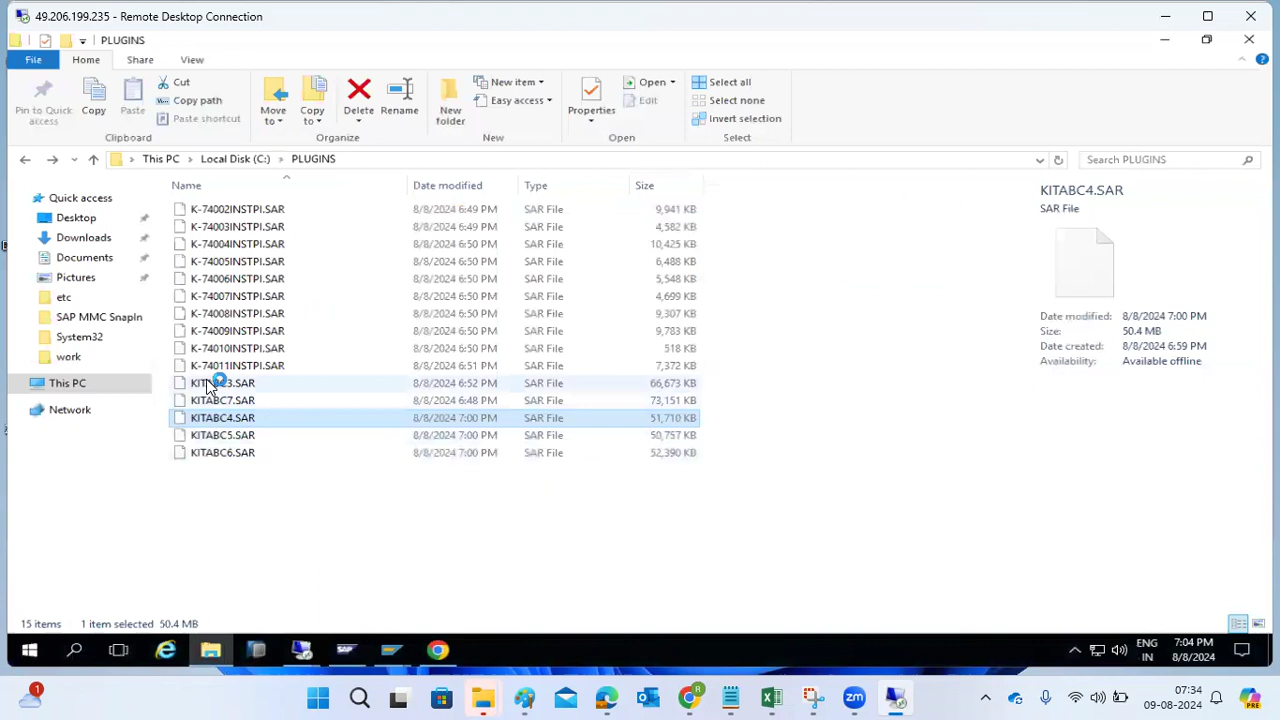 49.206.199.235 - Remote Desktop Connection
PLUGINS
File Home Share View
Pin to Quick access
Copy
Paste
Cut
Copy path
Paste shortcut
Clipboard
Move to
Copy to
Delete
Rename
Organize
New folder
New item
Easy access
New
Properties
Open
Edit
Open
Select all
Select none
Invert selection
Select
This PC > Local Disk (C:) > PLUGINS
Search PLUGINS
Name Date modified Type Size
Quick access
Desktop
Downloads
Documents
Pictures
etc
SAP MMC SnapIn
System32
work
This PC
Network
K-74002INSTPI.SAR 8/8/2024 6:49 PM SAR File 9,941 KB
K-74003INSTPI.SAR 8/8/2024 6:49 PM SAR File 4,582 KB
K-74004INSTPI.SAR 8/8/2024 6:50 PM SAR File 10,425 KB
K-74005INSTPI.SAR 8/8/2024 6:50 PM SAR File 6,488 KB
K-74006INSTPI.SAR 8/8/2024 6:50 PM SAR File 5,548 KB
K-74007INSTPI.SAR 8/8/2024 6:50 PM SAR File 4,699 KB
K-74008INSTPI.SAR 8/8/2024 6:50 PM SAR File 9,307 KB
K-74009INSTPI.SAR 8/8/2024 6:50 PM SAR File 9,783 KB
K-74010INSTPI.SAR 8/8/2024 6:50 PM SAR File 518 KB
K-74011INSTPI.SAR 8/8/2024 6:51 PM SAR File 7,372 KB
8/8/2024 6:52 PM SAR File 66,673 KB
KITABC7.SAR 8/8/2024 6:48 PM SAR File 73,151 KB
KITABC4.SAR 8/8/2024 7:00 PM SAR File 51,710 KB
KITABC5.SAR 8/8/2024 7:00 PM SAR File 50,757 KB
KITABC6.SAR 8/8/2024 7:00 PM SAR File 52,390 KB
KITABC4.SAR
SAR File
Date modified: 8/8/2024 7:00 PM
Size: 50.4 MB
Date created: 8/8/2024 6:59 PM
Availability: Available offline
15 items 1 item selected 50.4 MB
ENG
IN
7:04 PM
8/8/2024
07:34
09-08-2024